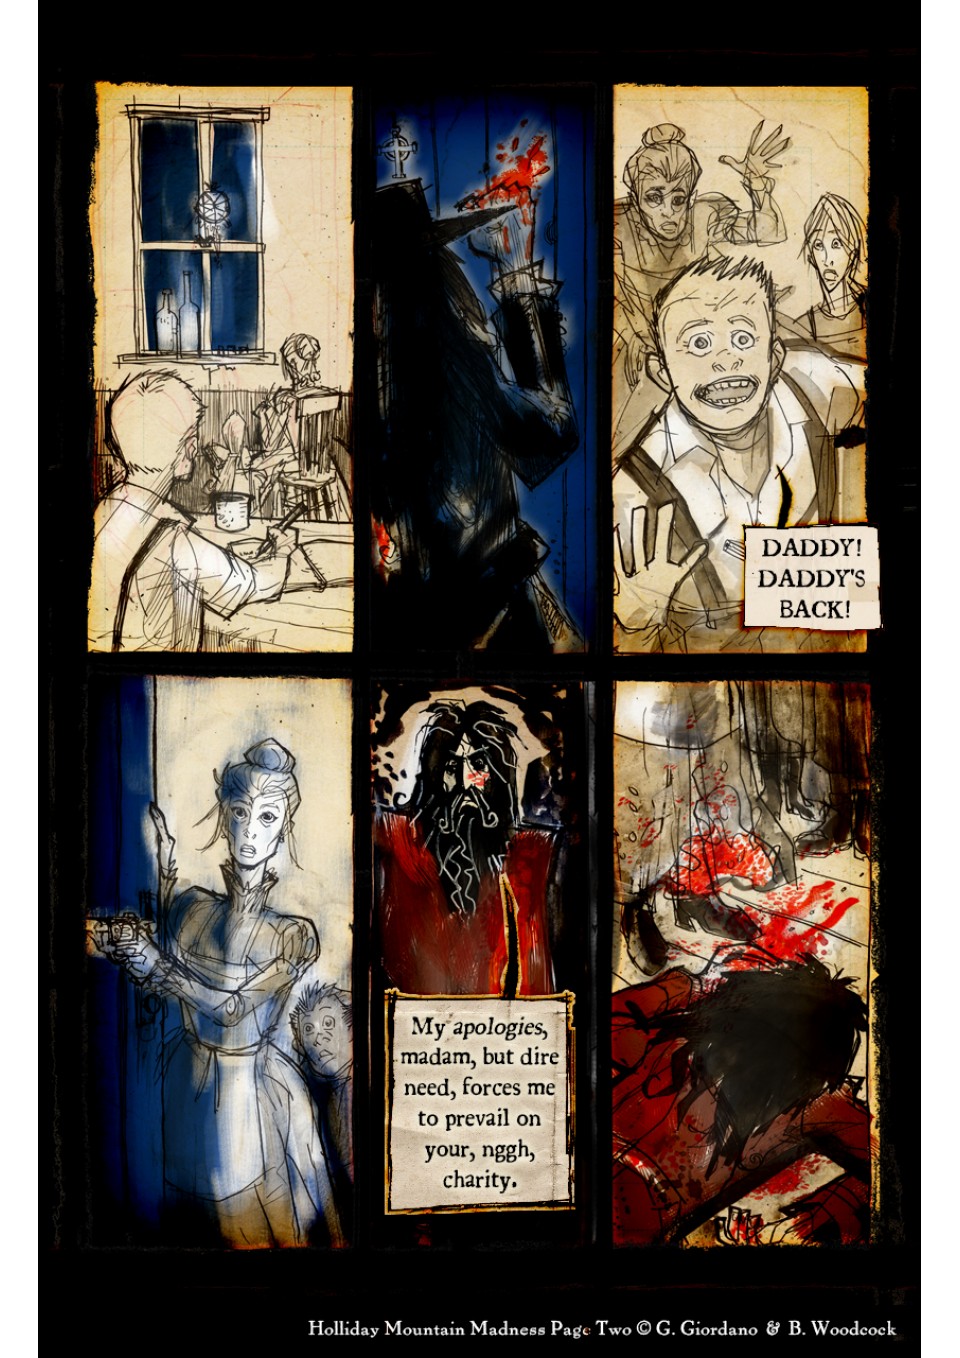 DADDY!
DADDY'S
BACK!
My apologies,
madam, but dire
need, forces me
to prevail on
your, nggh,
charity.
Holliday Mountain Madness Page Two © G. Giordano & B. Woodcock